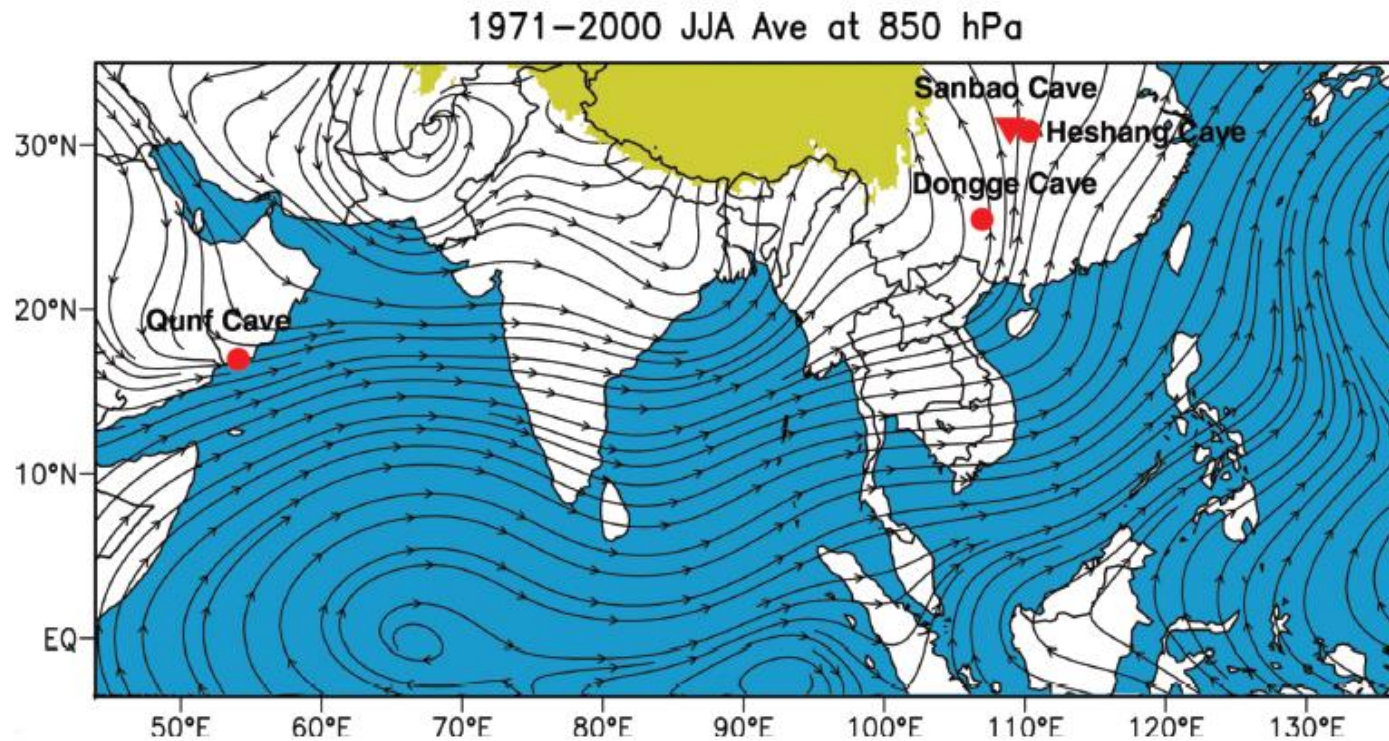 1971-2000 JJA Ave at 850 hPa
Sanbao Cave
30°N
Heshang Cave
Dongge Cave
20°N
Qunf Cave
10°N
EQ
50°E 60°E 70°E 80°E 90°E 100°E 110°E 120°E 130°E